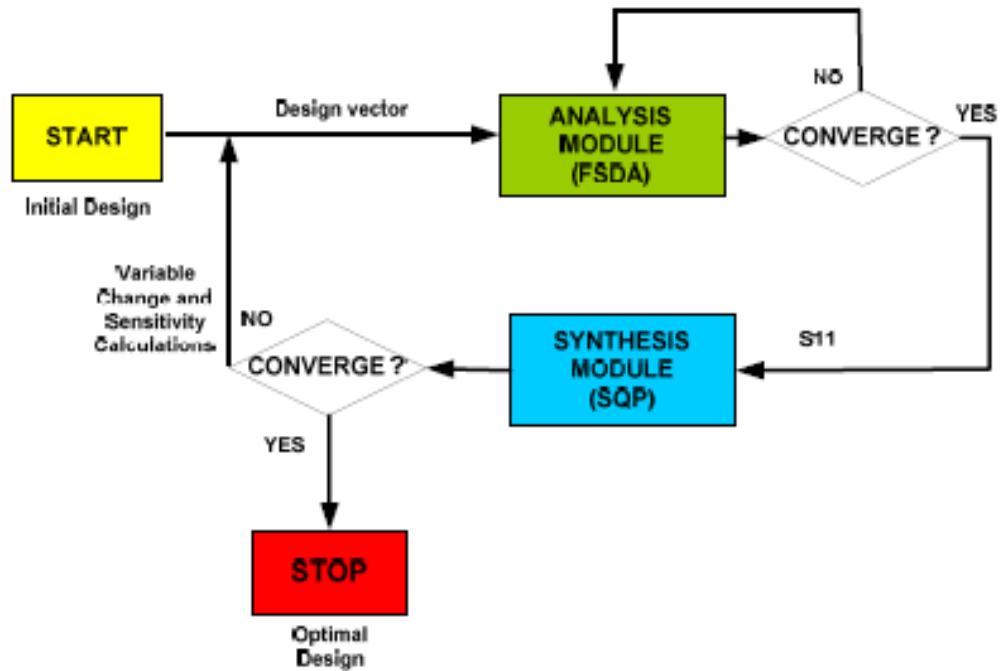 START
Initial Design
Design vector
ANALYSIS
MODULE
(FSDA)
NO
CONVERGE ?
YES
S11
SYNTHESIS
MODULE
(SQP)
CONVERGE ?
NO
Variable
Change and
Sensitivity
Calculations
YES
STOP
Optimal
Design